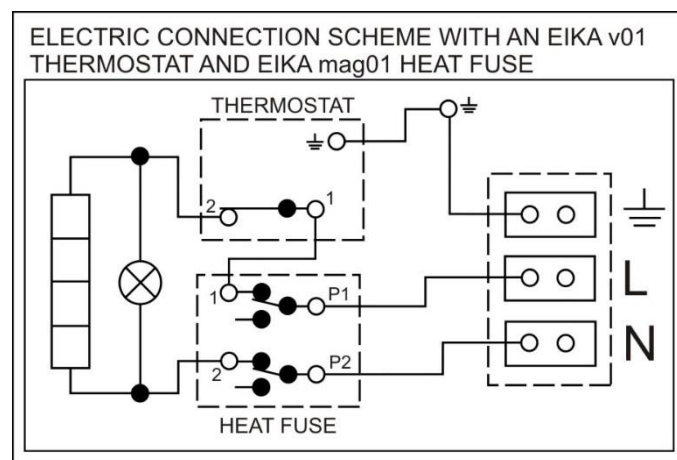 ELECTRIC CONNECTION SCHEME WITH AN EIKA v01
THERMOSTAT AND EIKA mag01 HEAT FUSE
THERMOSTAT
2
1
1
P1
L
2
P2
N
HEAT FUSE